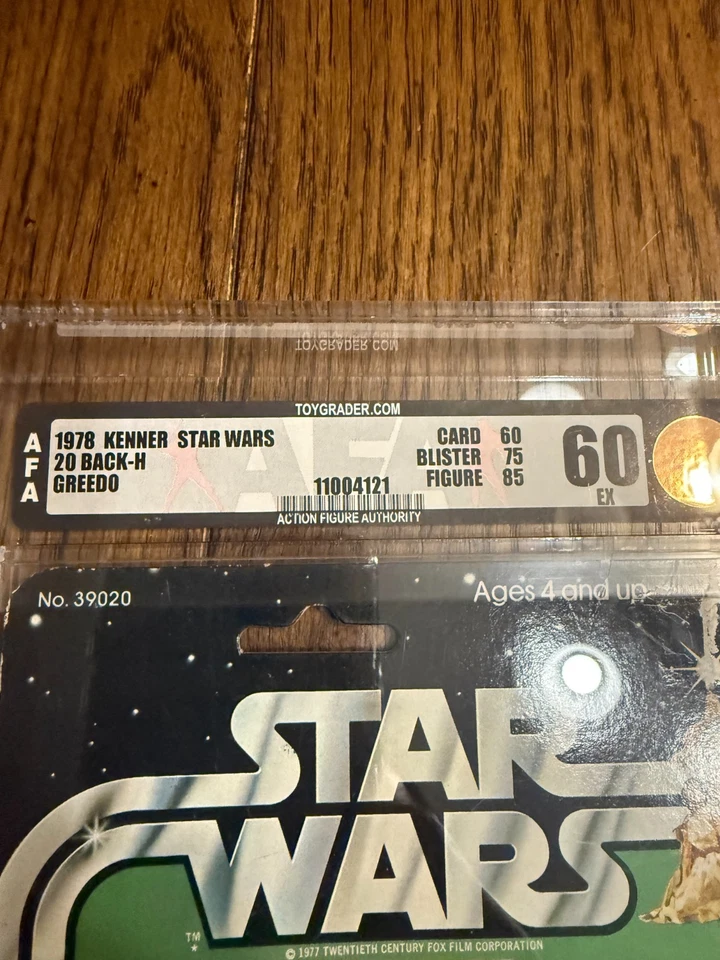 TOYGRADER.COM
TOYGRADER.COM
AFA
1978 KENNER STAR WARS
20 BACK-H
GREEDO
11004121
CARD 60
BLISTER 75
FIGURE 85
60
EX
ACTION FIGURE AUTHORITY
No. 39020
Ages 4 and up
STAR
WARS
TM
*
© 1977 TWENTIETH CENTURY FOX FILM CORPORATION